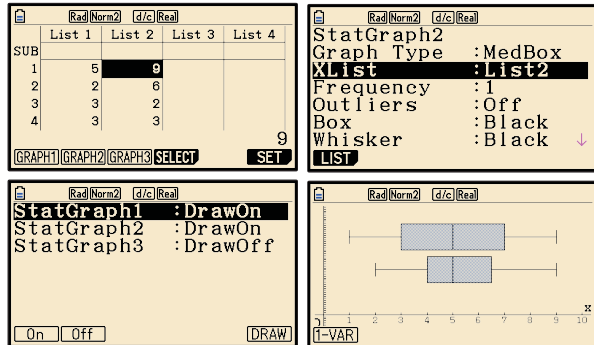 Rad Norm2 d/c Real
List 1 List 2 List 3 List 4
SUB
1 5 9
2 2 6
3 3 2
4 3 3
9
GRAPH1 GRAPH2 GRAPH3 SELECT SET
Rad Norm2 d/c Real
StatGraph2
Graph Type :MedBox
XList :List2
Frequency :1
Outliers :Off
Box :Black
Whisker :Black ↓
LIST
Rad Norm2 d/c Real
StatGraph1 :DrawOn
StatGraph2 :DrawOn
StatGraph3 :DrawOff
On Off DRAW
Rad Norm2 d/c Real
x
1 2 3 4 5 6 7 8 9 10
1-VAR